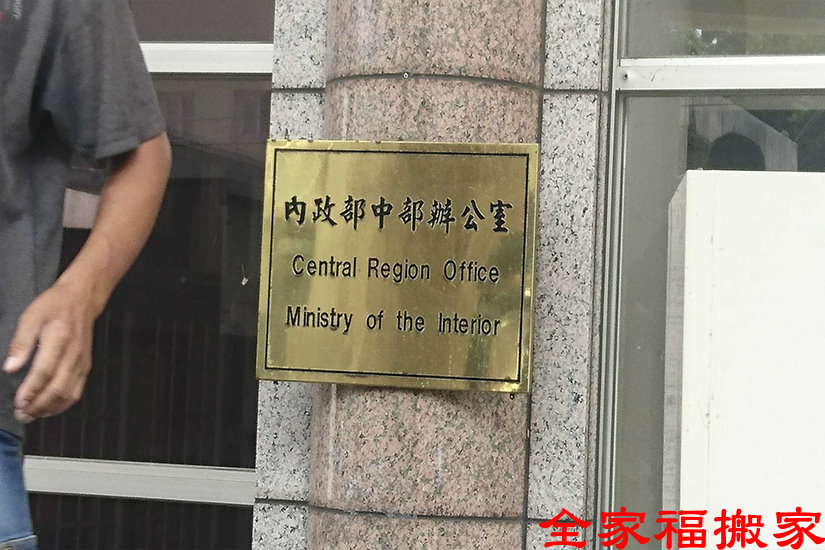 內政部中部辦公室
Central Region Office
Ministry of the Interior
全家福搬家